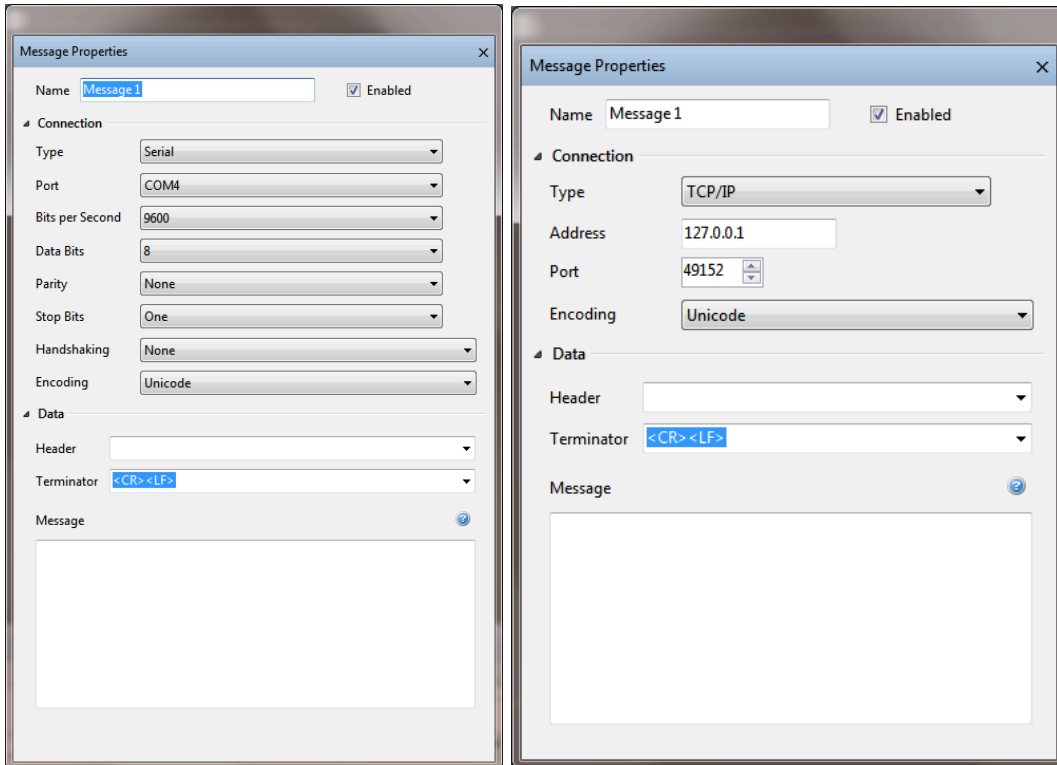 Message Properties
Name Message 1 Enabled
Connection
Type Serial
Port COM4
Bits per Second 9600
Data Bits 8
Parity None
Stop Bits One
Handshaking None
Encoding Unicode
Data
Header
Terminator <CR><LF>
Message
Message Properties
Name Message 1 Enabled
Connection
Type TCP/IP
Address 127.0.0.1
Port 49152
Encoding Unicode
Data
Header
Terminator <CR><LF>
Message